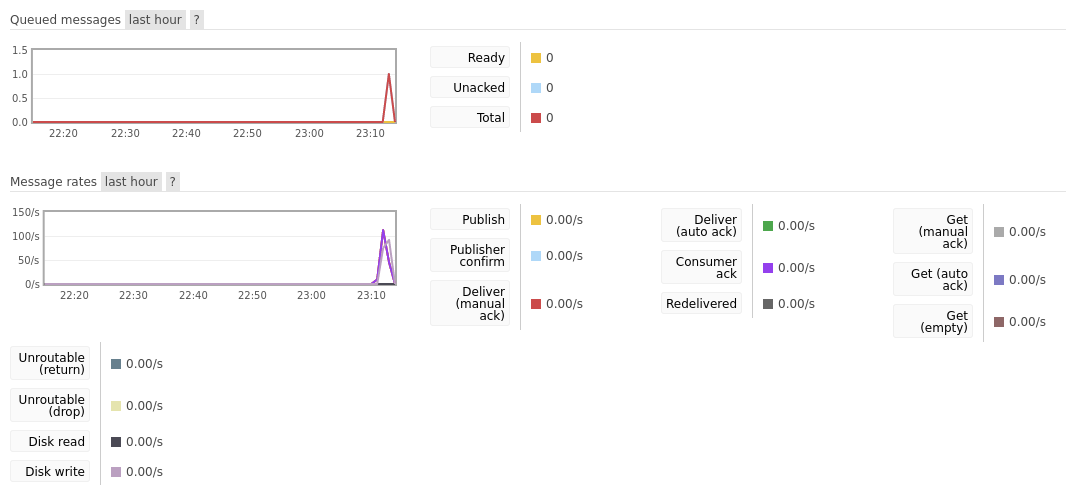 Queued messages last hour ?
1.5
1.0
0.5
0.0
22:20 22:30 22:40 22:50 23:00 23:10
Ready 0
Unacked 0
Total 0
Message rates last hour ?
150/s
100/s
50/s
0/s
22:20 22:30 22:40 22:50 23:00 23:10
Publish 0.00/s
Publisher
confirm 0.00/s
Deliver
(manual
ack) 0.00/s
Deliver
(auto ack) 0.00/s
Consumer
ack 0.00/s
Redelivered 0.00/s
Get
(manual
ack) 0.00/s
Get (auto
ack) 0.00/s
Get
(empty) 0.00/s
Unroutable
(return) 0.00/s
Unroutable
(drop) 0.00/s
Disk read 0.00/s
Disk write 0.00/s